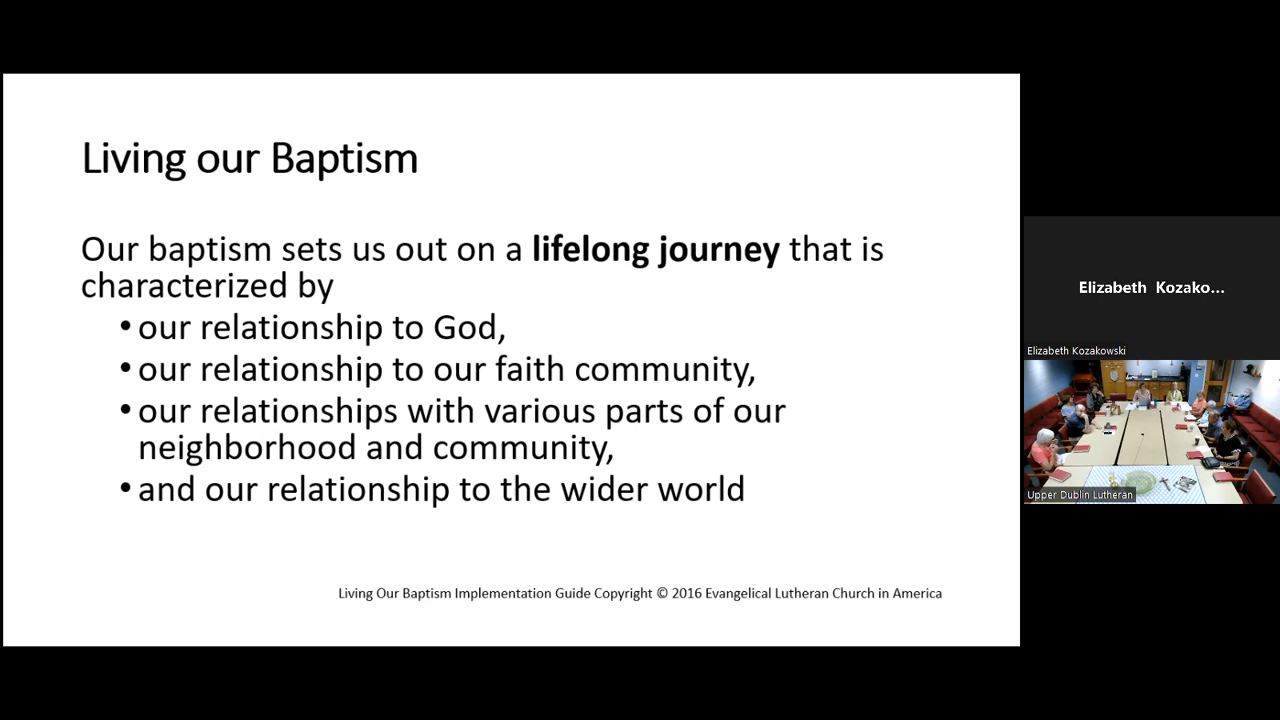 Living our Baptism
Our baptism sets us out on a lifelong journey that is
characterized by
•our relationship to God,
•our relationship to our faith community,
•our relationships with various parts of our
neighborhood and community,
•and our relationship to the wider world
Living Our Baptism Implementation Guide Copyright © 2016 Evangelical Lutheran Church in America
Elizabeth Kozako...
Elizabeth Kozakowski
Upper Dublin Lutheran